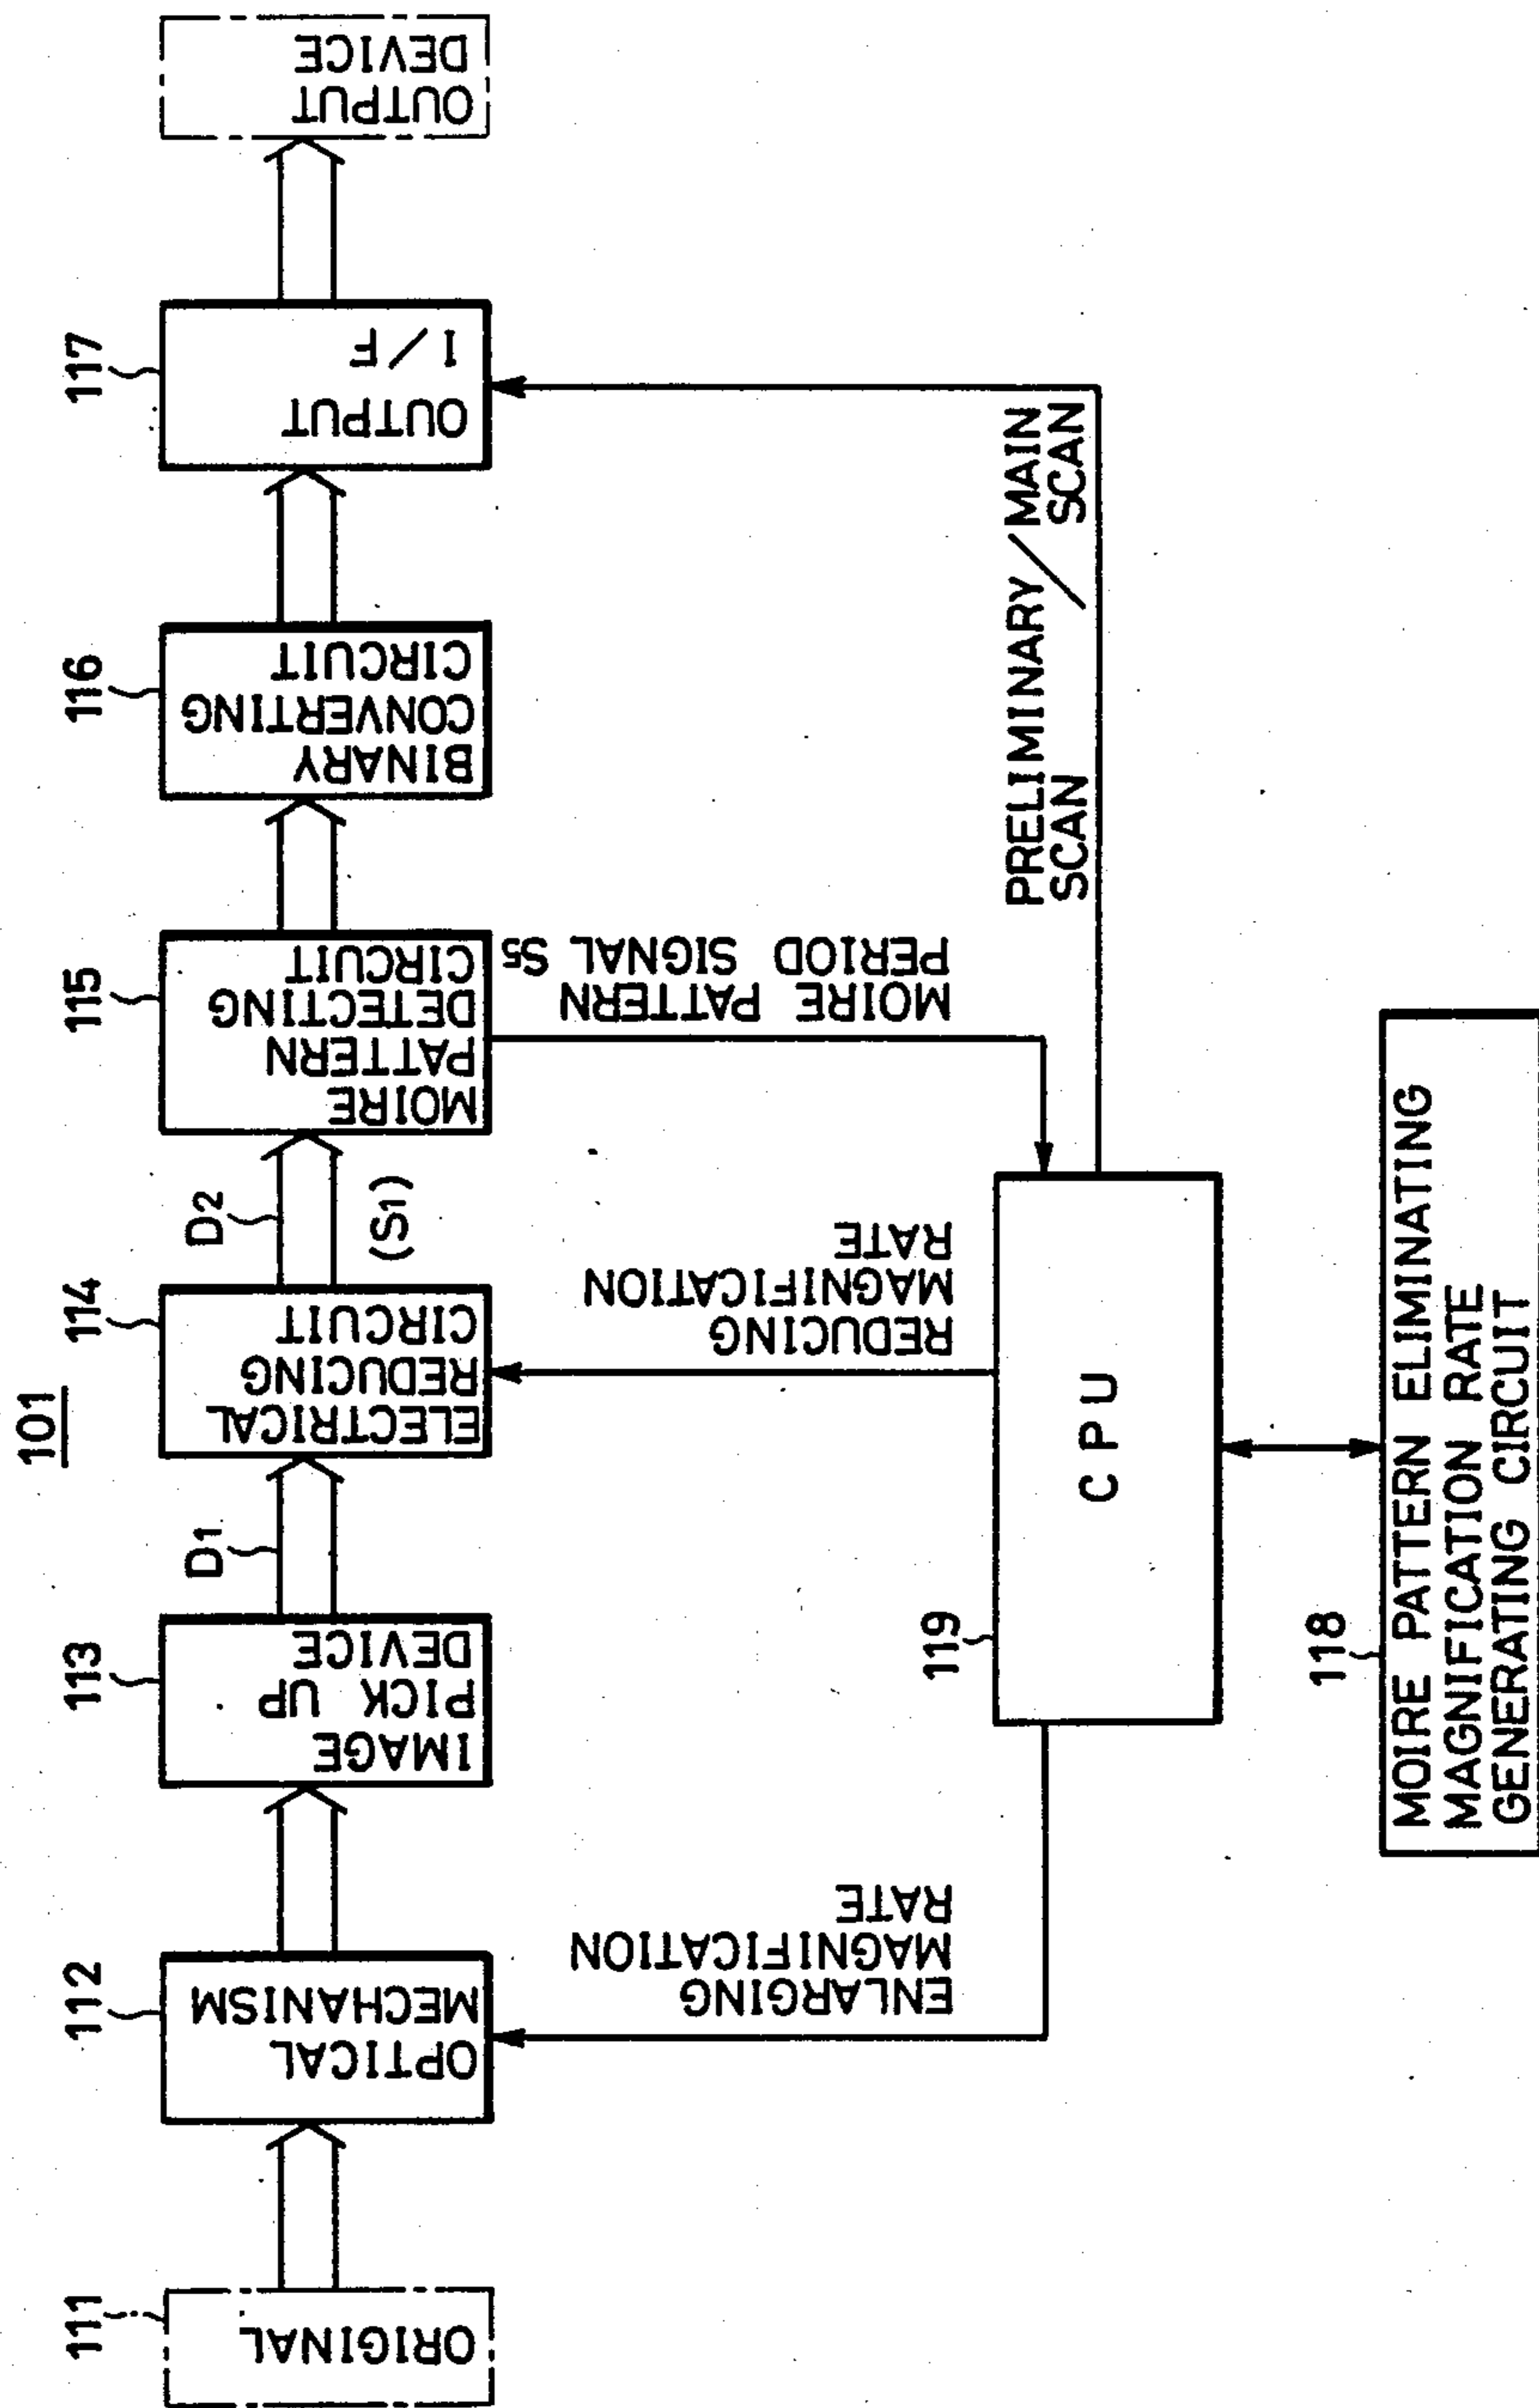 101
111
ORIGINAL
112
OPTICAL
MECHANISM
113
IMAGE
PICK UP
DEVICE
D1
114
ELECTRICAL
REDUCING
CIRCUIT
D2
(S1)
115
MOIRE
PATTERN
DETECTING
CIRCUIT
116
BINARY
CONVERTING
CIRCUIT
117
OUTPUT
I/F
OUTPUT
DEVICE
ENLARGING
MAGNIFICATION
RATE
REDUCING
MAGNIFICATION
RATE
MOIRE PATTERN
PERIOD SIGNAL S5
PRELIMINARY/MAIN
SCAN SCAN
119
CPU
118
MOIRE PATTERN ELIMINATING
MAGNIFICATION RATE
GENERATING CIRCUIT